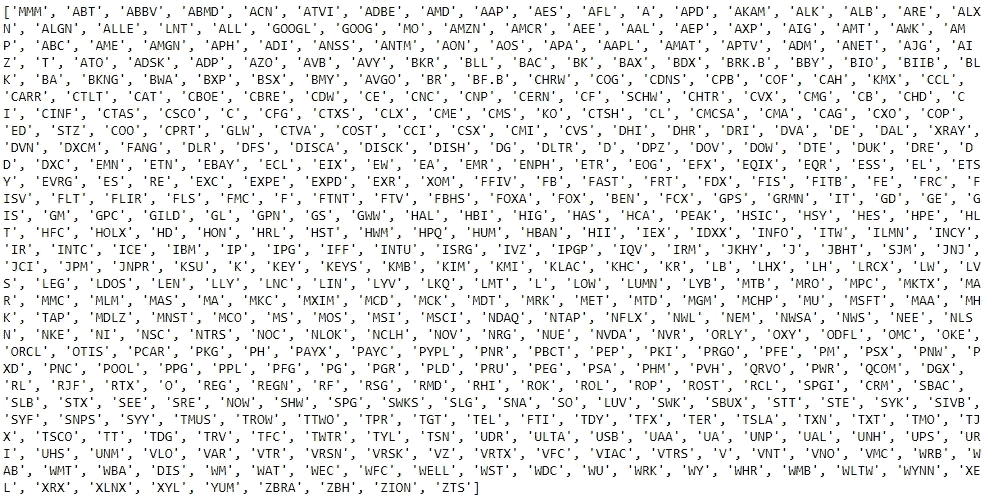 ['MMM', 'ABT', 'ABBV', 'ABMD', 'ACN', 'ATVI', 'ADBE', 'AMD', 'AAP', 'AES', 'AFL', 'A', 'APD', 'AKAM', 'ALK', 'ALB', 'ARE', 'ALX
N', 'ALGN', 'ALLE', 'LNT', 'ALL', 'GOOGL', 'GOOG', 'MO', 'AMZN', 'AMCR', 'AEE', 'AAL', 'AEP', 'AXP', 'AIG', 'AMT', 'AWK', 'AM
P', 'ABC', 'AME', 'AMGN', 'APH', 'ADI', 'ANSS', 'ANTM', 'AON', 'AOS', 'APA', 'AAPL', 'AMAT', 'APTV', 'ADM', 'ANET', 'AJG', 'AI
Z', 'T', 'ATO', 'ADSK', 'ADP', 'AZO', 'AVB', 'AVY', 'BKR', 'BLL', 'BAC', 'BK', 'BAX', 'BDX', 'BRK.B', 'BBY', 'BIO', 'BIIB', 'BL
K', 'BA', 'BKNG', 'BWA', 'BXP', 'BSX', 'BMY', 'AVGO', 'BR', 'BF.B', 'CHRW', 'COG', 'CDNS', 'CPB', 'COF', 'CAH', 'KMX', 'CCL',
'CARR', 'CTLT', 'CAT', 'CBOE', 'CBRE', 'CDW', 'CE', 'CNC', 'CNP', 'CERN', 'CF', 'SCHW', 'CHTR', 'CVX', 'CMG', 'CB', 'CHD', 'C
I', 'CINF', 'CTAS', 'CSCO', 'C', 'CFG', 'CTXS', 'CLX', 'CME', 'CMS', 'KO', 'CTSH', 'CL', 'CMCSA', 'CMA', 'CAG', 'CXO', 'COP',
'ED', 'STZ', 'COO', 'CPRT', 'GLW', 'CTVA', 'COST', 'CCI', 'CSX', 'CMI', 'CVS', 'DHI', 'DHR', 'DRI', 'DVA', 'DE', 'DAL', 'XRAY',
'DVN', 'DXCM', 'FANG', 'DLR', 'DFS', 'DISCA', 'DISCK', 'DISH', 'DG', 'DLTR', 'D', 'DPZ', 'DOV', 'DOW', 'DTE', 'DUK', 'DRE', 'D
D', 'DXC', 'EMN', 'ETN', 'EBAY', 'ECL', 'EIX', 'EW', 'EA', 'EMR', 'ENPH', 'ETR', 'EOG', 'EFX', 'EQIX', 'EQR', 'ESS', 'EL', 'ETS
Y', 'EVRG', 'ES', 'RE', 'EXC', 'EXPE', 'EXPD', 'EXR', 'XOM', 'FFIV', 'FB', 'FAST', 'FRT', 'FDX', 'FIS', 'FITB', 'FE', 'FRC', 'F
ISV', 'FLT', 'FLIR', 'FLS', 'FMC', 'F', 'FTNT', 'FTV', 'FBHS', 'FOXA', 'FOX', 'BEN', 'FCX', 'GPS', 'GRMN', 'IT', 'GD', 'GE', 'G
IS', 'GM', 'GPC', 'GILD', 'GL', 'GPN', 'GS', 'GWW', 'HAL', 'HBI', 'HIG', 'HAS', 'HCA', 'PEAK', 'HSIC', 'HSY', 'HES', 'HPE', 'HL
T', 'HFC', 'HOLX', 'HD', 'HON', 'HRL', 'HST', 'HWM', 'HPQ', 'HUM', 'HBAN', 'HII', 'IEX', 'IDXX', 'INFO', 'ITW', 'ILMN', 'INCY',
'IR', 'INTC', 'ICE', 'IBM', 'IP', 'IPG', 'IFF', 'INTU', 'ISRG', 'IVZ', 'IPGP', 'IQV', 'IRM', 'JKHY', 'J', 'JBHT', 'SJM', 'JNJ',
'JCI', 'JPM', 'JNPR', 'KSU', 'K', 'KEY', 'KEYS', 'KMB', 'KIM', 'KMI', 'KLAC', 'KHC', 'KR', 'LB', 'LHX', 'LH', 'LRCX', 'LW', 'LV
S', 'LEG', 'LDOS', 'LEN', 'LLY', 'LNC', 'LIN', 'LYV', 'LKQ', 'LMT', 'L', 'LOW', 'LUMN', 'LYB', 'MTB', 'MRO', 'MPC', 'MKTX', 'MA
R', 'MMC', 'MLM', 'MAS', 'MA', 'MKC', 'MXIM', 'MCD', 'MCK', 'MDT', 'MRK', 'MET', 'MTD', 'MGM', 'MCHP', 'MU', 'MSFT', 'MAA', 'MH
K', 'TAP', 'MDLZ', 'MNST', 'MCO', 'MS', 'MOS', 'MSI', 'MSCI', 'NDAQ', 'NTAP', 'NFLX', 'NWL', 'NEM', 'NWSA', 'NWS', 'NEE', 'NLS
N', 'NKE', 'NI', 'NSC', 'NTRS', 'NOC', 'NLOK', 'NCLH', 'NOV', 'NRG', 'NUE', 'NVDA', 'NVR', 'ORLY', 'OXY', 'ODFL', 'OMC', 'OKE',
'ORCL', 'OTIS', 'PCAR', 'PKG', 'PH', 'PAYX', 'PAYC', 'PYPL', 'PNR', 'PBCT', 'PEP', 'PKI', 'PRGO', 'PFE', 'PM', 'PSX', 'PNW', 'P
XD', 'PNC', 'POOL', 'PPG', 'PPL', 'PFG', 'PG', 'PGR', 'PLD', 'PRU', 'PEG', 'PSA', 'PHM', 'PVH', 'QRVO', 'PWR', 'QCOM', 'DGX',
'RL', 'RJF', 'RTX', 'O', 'REG', 'REGN', 'RF', 'RSG', 'RMD', 'RHI', 'ROK', 'ROL', 'ROP', 'ROST', 'RCL', 'SPGI', 'CRM', 'SBAC',
'SLB', 'STX', 'SEE', 'SRE', 'NOW', 'SHW', 'SPG', 'SWKS', 'SLG', 'SNA', 'SO', 'LUV', 'SWK', 'SBUX', 'STT', 'STE', 'SYK', 'SIVB',
'SYF', 'SNPS', 'SYY', 'TMUS', 'TROW', 'TTWO', 'TPR', 'TGT', 'TEL', 'FTI', 'TDY', 'TFX', 'TER', 'TSLA', 'TXN', 'TXT', 'TMO', 'TJ
X', 'TSCO', 'TT', 'TDG', 'TRV', 'TFC', 'TWTR', 'TYL', 'TSN', 'UDR', 'ULTA', 'USB', 'UAA', 'UA', 'UNP', 'UAL', 'UNH', 'UPS', 'UR
I', 'UHS', 'UNM', 'VLO', 'VAR', 'VTR', 'VRSN', 'VRSK', 'VZ', 'VRTX', 'VFC', 'VIAC', 'VTRS', 'V', 'VNT', 'VNO', 'VMC', 'WRB', 'W
AB', 'WMT', 'WBA', 'DIS', 'WM', 'WAT', 'WEC', 'WFC', 'WELL', 'WST', 'WDC', 'WU', 'WRK', 'WY', 'WHR', 'WMB', 'WLTW', 'WYNN', 'XE
L', 'XRX', 'XLNX', 'XYL', 'YUM', 'ZBRA', 'ZBH', 'ZION', 'ZTS']